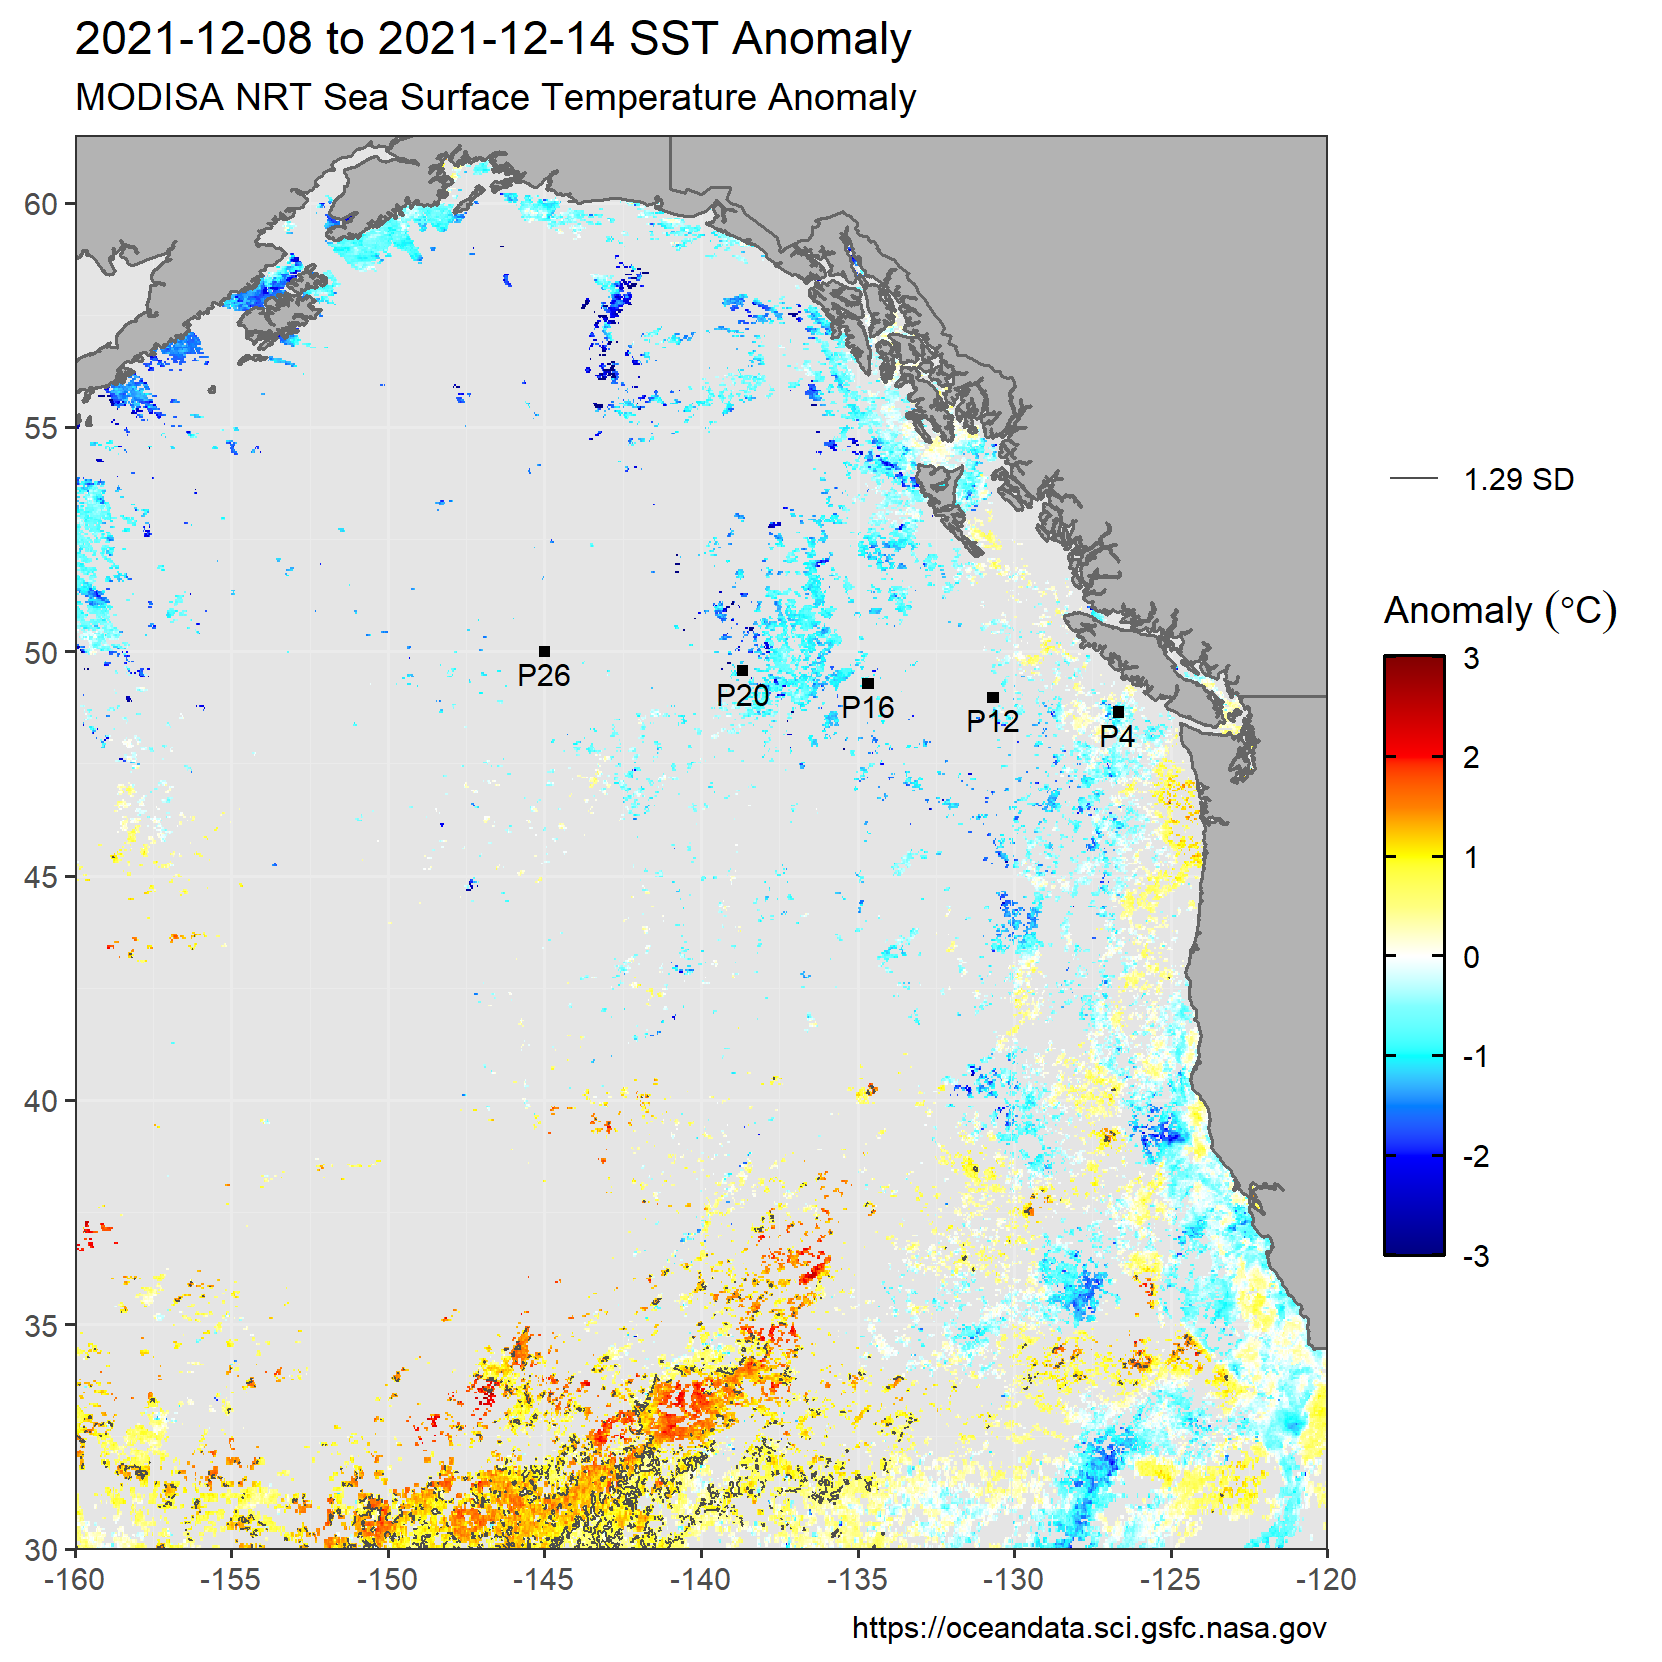 2021-12-08 to 2021-12-14 SST Anomaly
MODISA NRT Sea Surface Temperature Anomaly
60
55
50
45
40
35
30
P26
P20
P16
P12
P4
-160
-155
-150
-145
-140
-135
-130
-125
-120
1.29 SD
Anomaly (°C)
3
2
1
0
-1
-2
-3
https://oceandata.sci.gsfc.nasa.gov